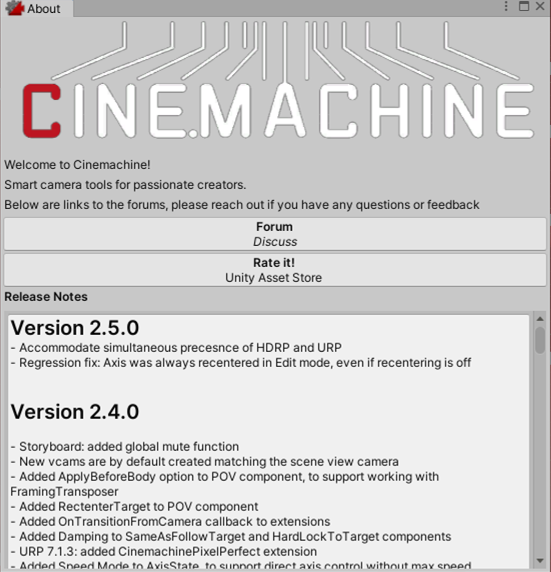 About
CINE.MACHINE
Welcome to Cinemachine!
Smart camera tools for passionate creators.
Below are links to the forums, please reach out if you have any questions or feedback
Forum
Discuss
Rate it!
Unity Asset Store
Release Notes
Version 2.5.0
- Accommodate simultaneous precesnce of HDRP and URP
- Regression fix: Axis was always recentered in Edit mode, even if recentering is off
Version 2.4.0
- Storyboard: added global mute function
- New vcams are by default created matching the scene view camera
- Added ApplyBeforeBody option to POV component, to support working with
FramingTransposer
- Added RectenterTarget to POV component
- Added OnTransitionFromCamera callback to extensions
- Added Damping to SameAsFollowTarget and HardLockToTarget components
- URP 7.1.3: added CinemachinePixelPerfect extension
- Added Speed Mode to AxisState, to support direct axis control without max speed